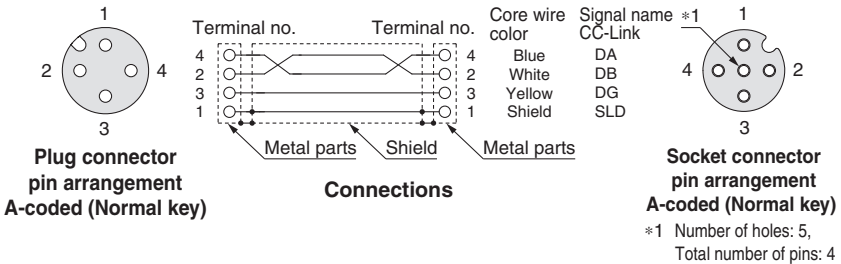 1
2
4
3
Plug connector
pin arrangement
A-coded (Normal key)
Terminal no.
Terminal no.
Core wire color
Signal name CC-Link
4
4
Blue
DA
2
2
White
DB
3
3
Yellow
DG
1
1
Shield
SLD
Metal parts
Shield
Metal parts
Connections
*1
1
4
2
3
Socket connector
pin arrangement
A-coded (Normal key)
*1 Number of holes: 5,
Total number of pins: 4